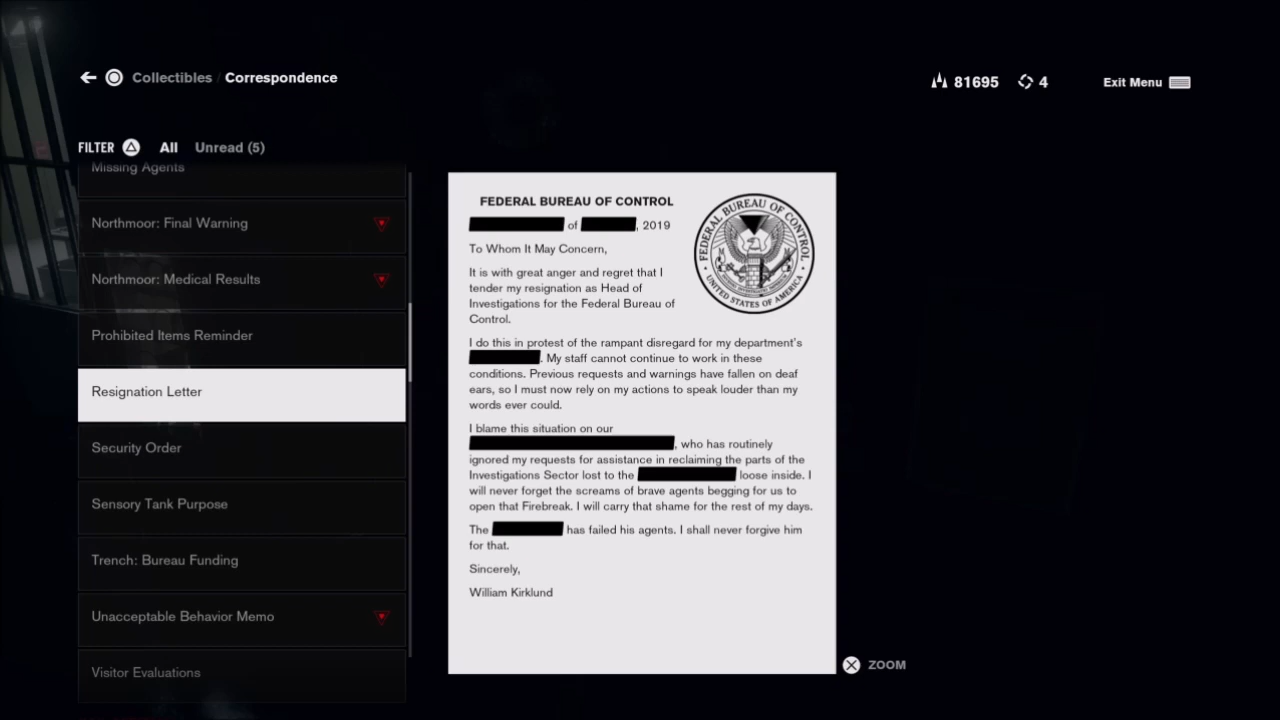 Collectibles / Correspondence
81695
4
Exit Menu
FILTER All Unread (5)
Missing Agents
Northmoor: Final Warning
Northmoor: Medical Results
Prohibited Items Reminder
Resignation Letter
Security Order
Sensory Tank Purpose
Trench: Bureau Funding
Unacceptable Behavior Memo
Visitor Evaluations
FEDERAL BUREAU OF CONTROL
of , 2019
To Whom It May Concern,
It is with great anger and regret that I
tender my resignation as Head of
Investigations for the Federal Bureau of
Control.
I do this in protest of the rampant disregard for my department's
. My staff cannot continue to work in these
conditions. Previous requests and warnings have fallen on deaf
ears, so I must now rely on my actions to speak louder than my
words ever could.
I blame this situation on our
, who has routinely
ignored my requests for assistance in reclaiming the parts of the
Investigations Sector lost to the loose inside. I
will never forget the screams of brave agents begging for us to
open that Firebreak. I will carry that shame for the rest of my days.
The has failed his agents. I shall never forgive him
for that.
Sincerely,
William Kirklund
FEDERAL BUREAU OF CONTROL
UNITED STATES OF AMERICA
ZOOM